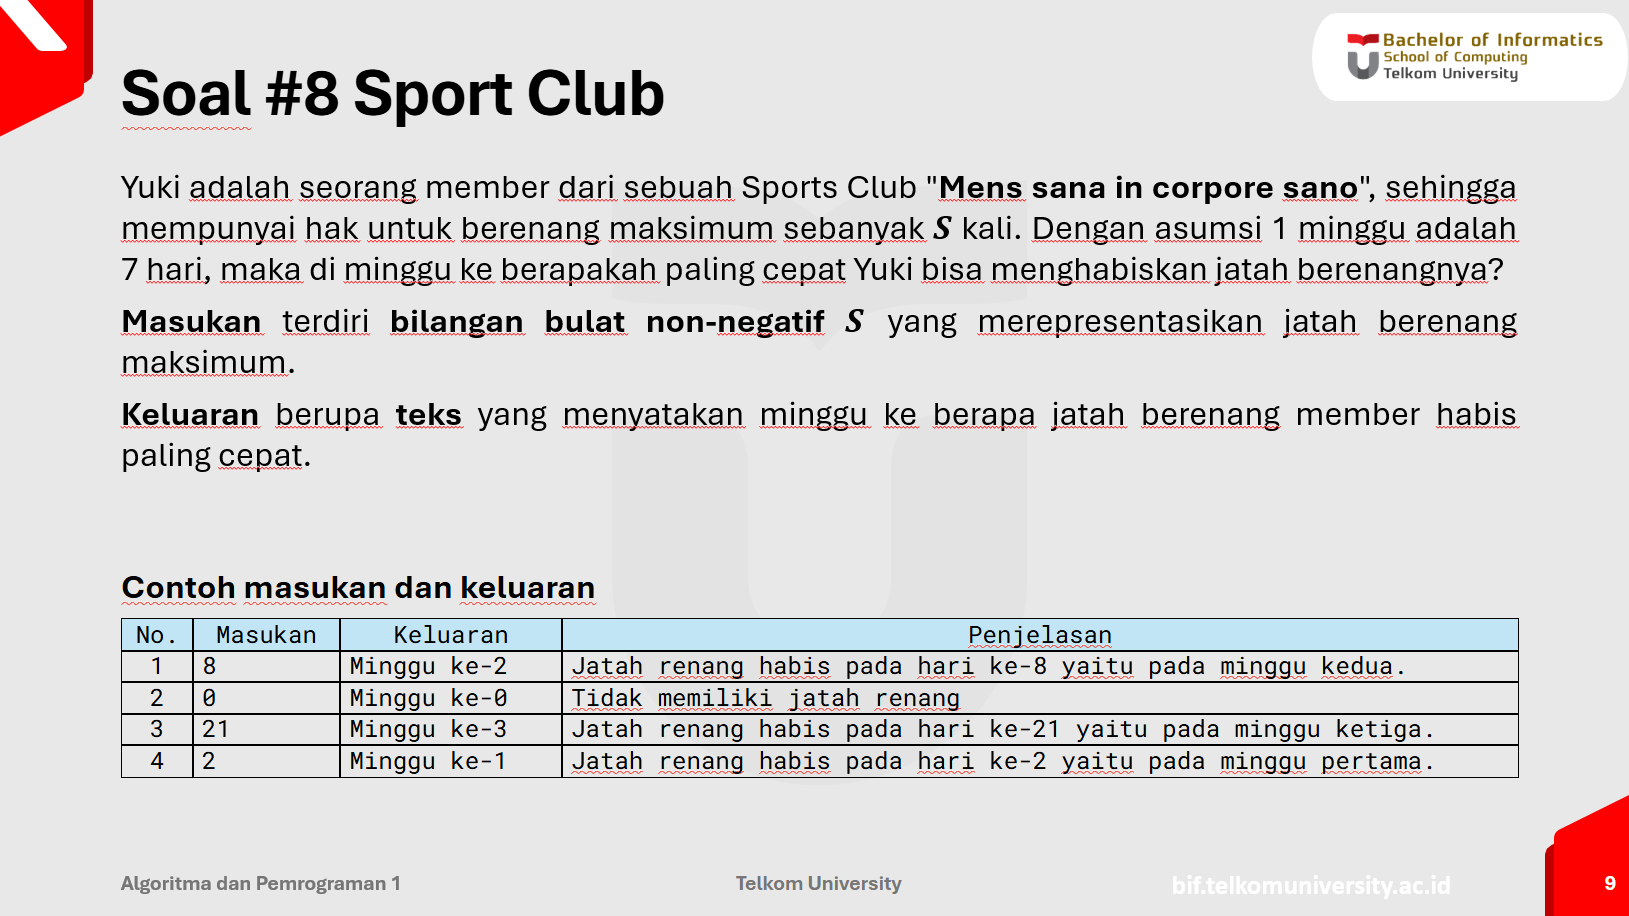 Bachelor of Informatics
School of Computing
Telkom University
Soal #8 Sport Club
Yuki adalah seorang member dari sebuah Sports Club "Mens sana in corpore sano", sehingga
mempunyai hak untuk berenang maksimum sebanyak S kali. Dengan asumsi 1 minggu adalah
7 hari, maka di minggu ke berapakah paling cepat Yuki bisa menghabiskan jatah berenangnya?
Masukan terdiri bilangan bulat non-negatif S yang merepresentasikan jatah berenang
maksimum.
Keluaran berupa teks yang menyatakan minggu ke berapa jatah berenang member habis
paling cepat.
Contoh masukan dan keluaran
No. Masukan Keluaran Penjelasan
1 8 Minggu ke-2 Jatah renang habis pada hari ke-8 yaitu pada minggu kedua.
2 0 Minggu ke-0 Tidak memiliki jatah renang
3 21 Minggu ke-3 Jatah renang habis pada hari ke-21 yaitu pada minggu ketiga.
4 2 Minggu ke-1 Jatah renang habis pada hari ke-2 yaitu pada minggu pertama.
Algoritma dan Pemrograman 1 Telkom University bif.telkomuniversity.ac.id 9